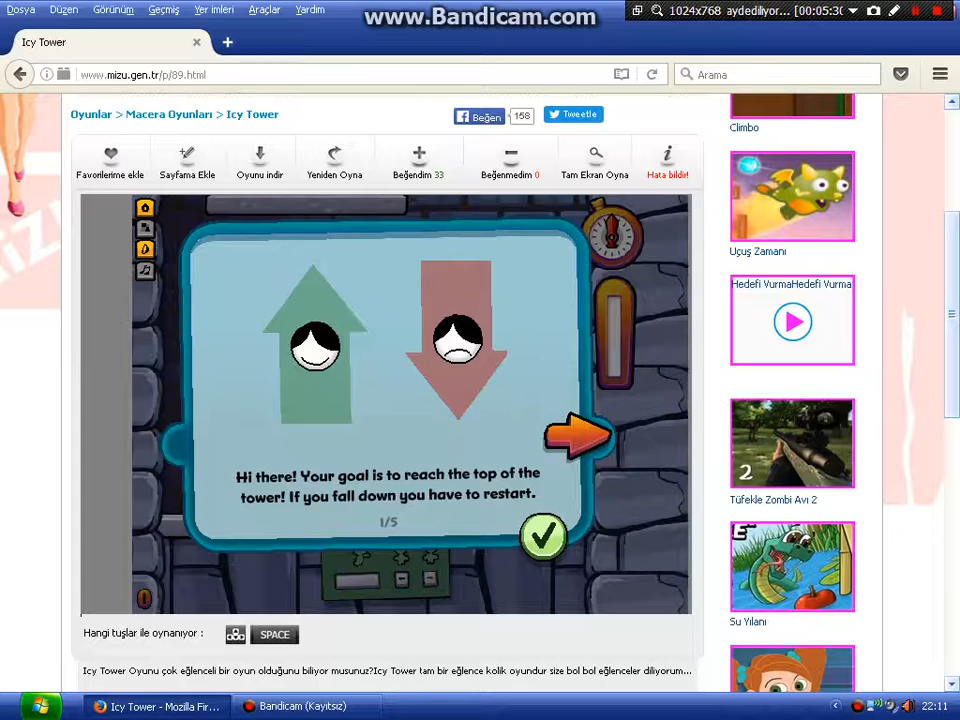 Dosya Düzen Görünüm Geçmiş Yer imleri Araçlar Yardım
www.Bandicam.com
1024x768 aydediliyor... [00:05:30
Icy Tower
www.mizu.gen.tr/p/89.html
Arama
Oyunlar > Macera Oyunları > Icy Tower
Beğen 158
Tweetle
Favorilerime ekle
Sayfama Ekle
Oyunu indir
Yeniden Oyna
Beğendim 33
Beğenmedim 0
Tam Ekran Oyna
Hata bildir!
Hi there! Your goal is to reach the top of the
tower! If you fall down you have to restart.
1/5
Climbo
Uçuş Zamanı
Hedefi VurmaHedefi Vurma
2
Tüfekle Zombi Avı 2
Su Yılanı
Hangi tuşlar ile oynanıyor :
SPACE
Icy Tower Oyunu çok eğlenceli bir oyun olduğunu biliyor musunuz?Icy Tower tam bir eğlence kolik oyundur size bol bol eğlenceler diliyorum...
Icy Tower - Mozilla Fir...
Bandicam (Kayıtsız)
22:11